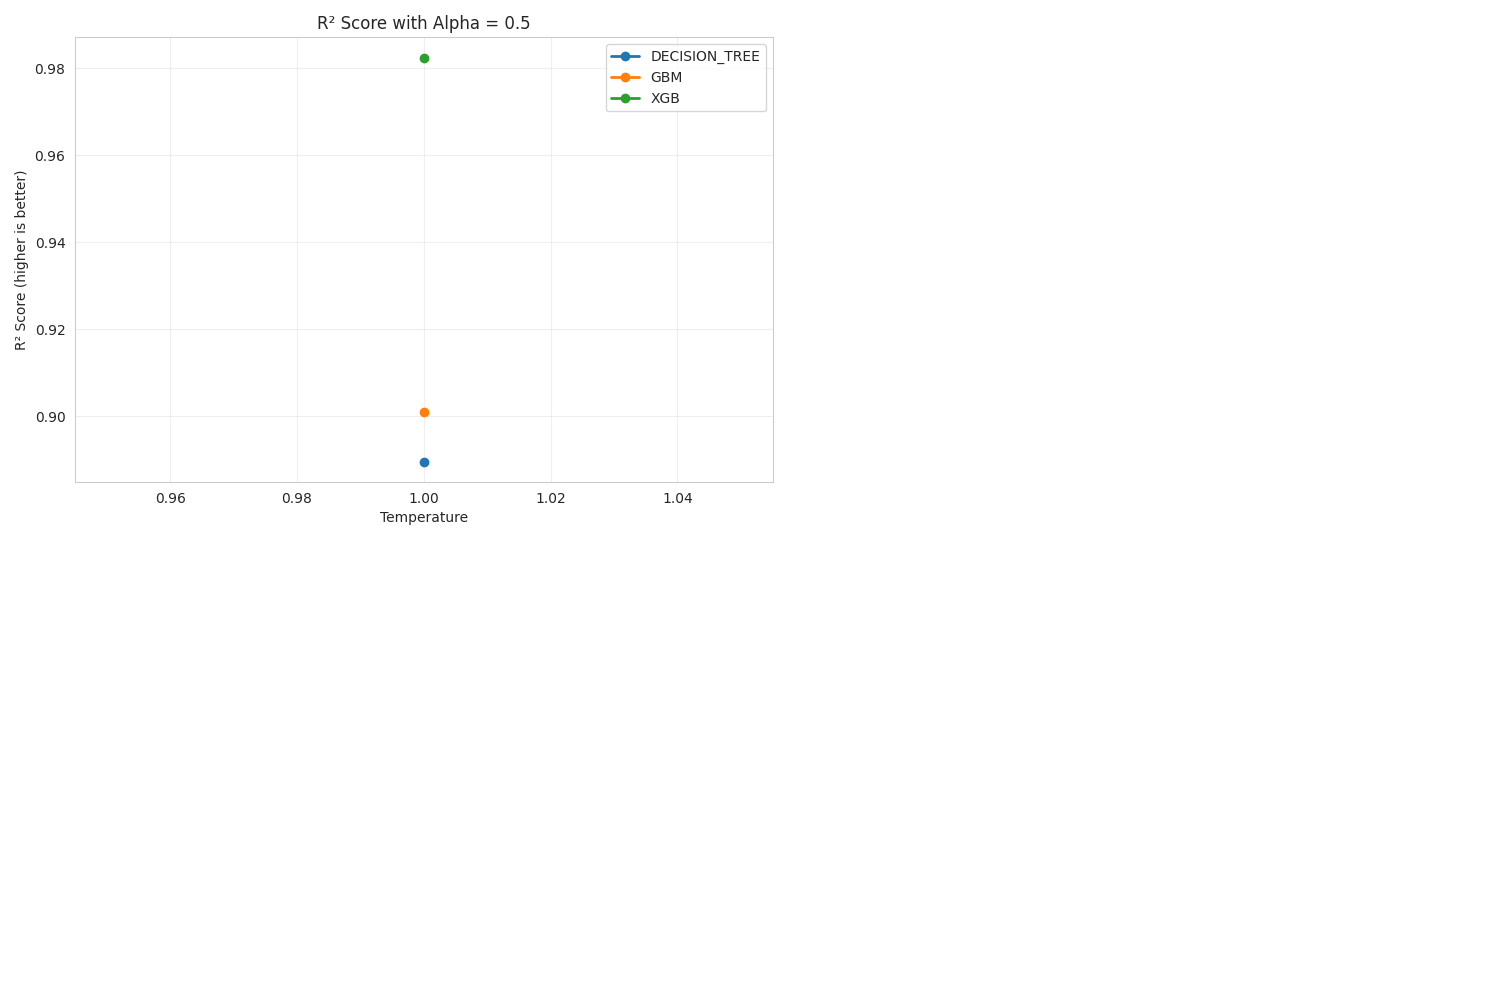 R² Score with Alpha = 0.5
DECISION_TREE
GBM
XGB
R² Score (higher is better)
0.98
0.96
0.94
0.92
0.90
0.96
0.98
1.00
1.02
1.04
Temperature